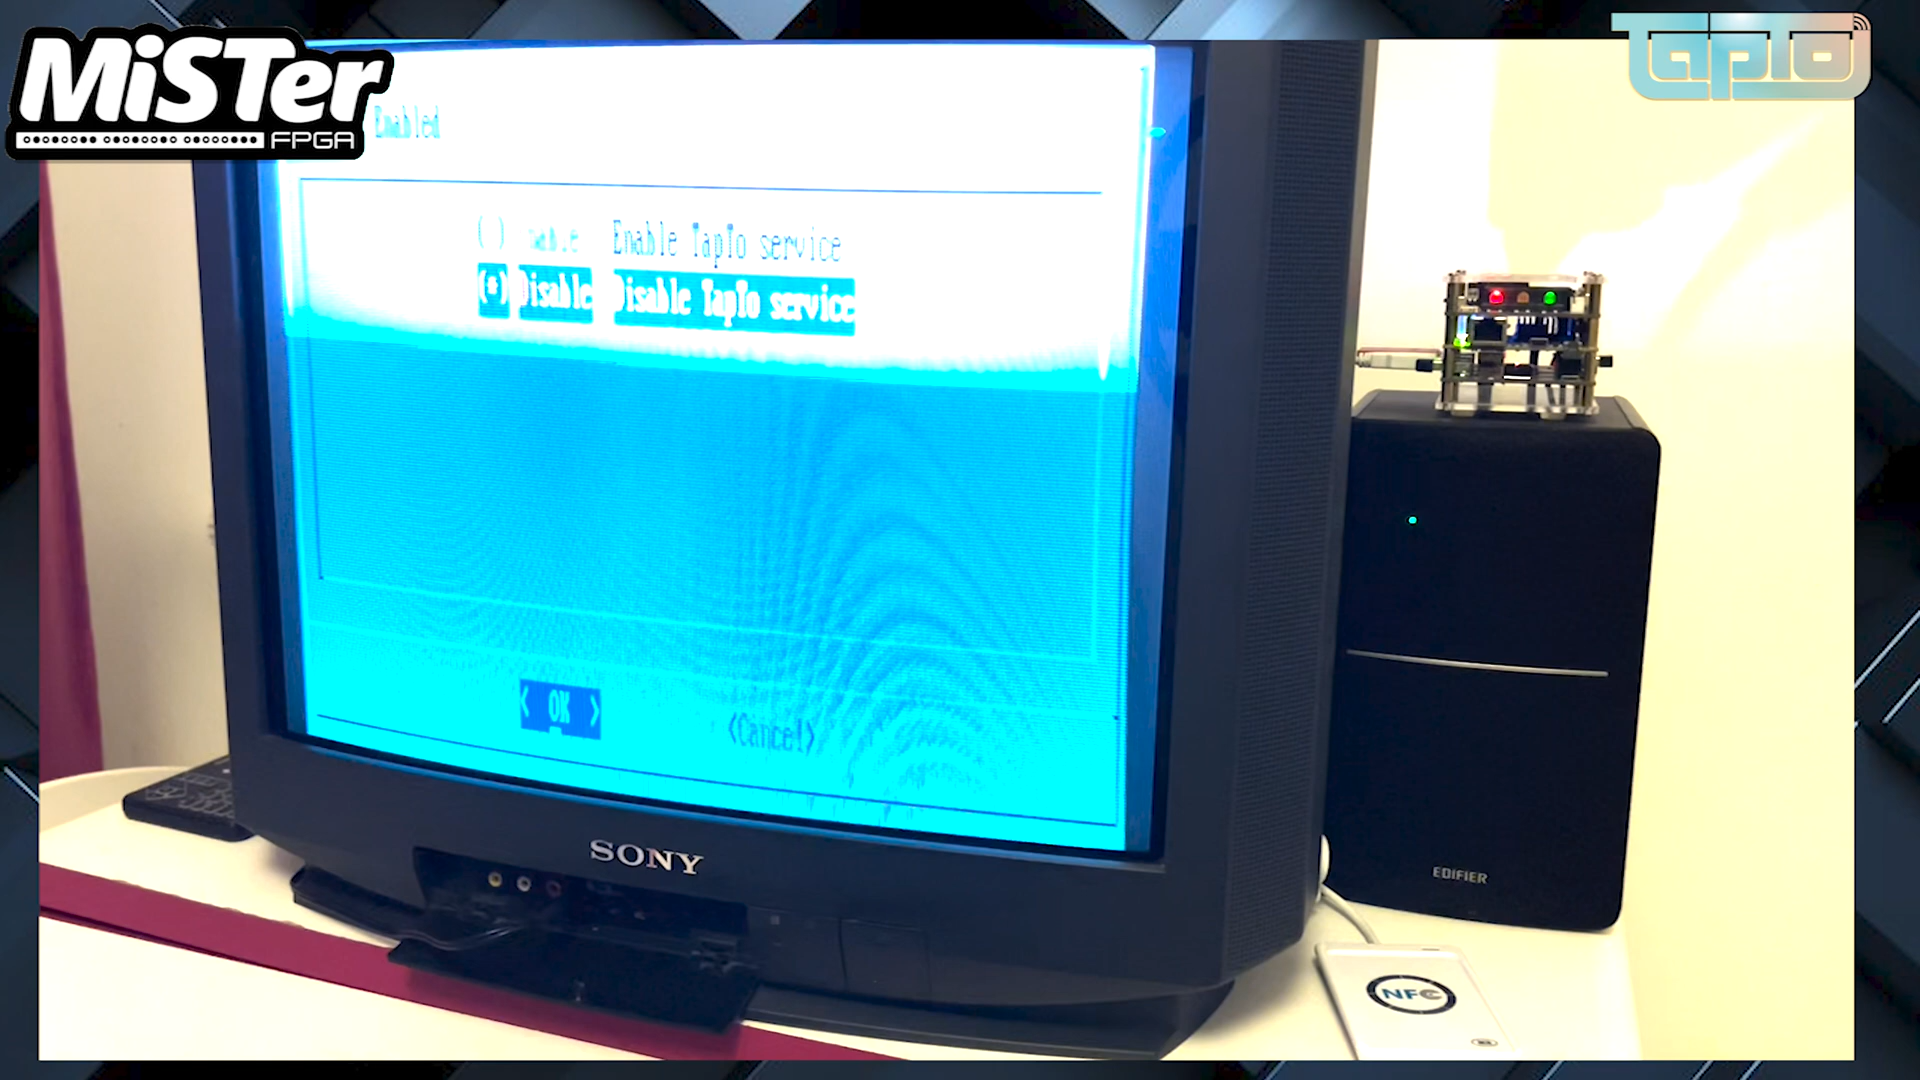 MiSTer
FPGA
TapTo
Enabled
( ) Enable TapTo service
(*) Disable Disable TapTo service
< OK > <Cancel>
SONY
EDIFIER
NFC